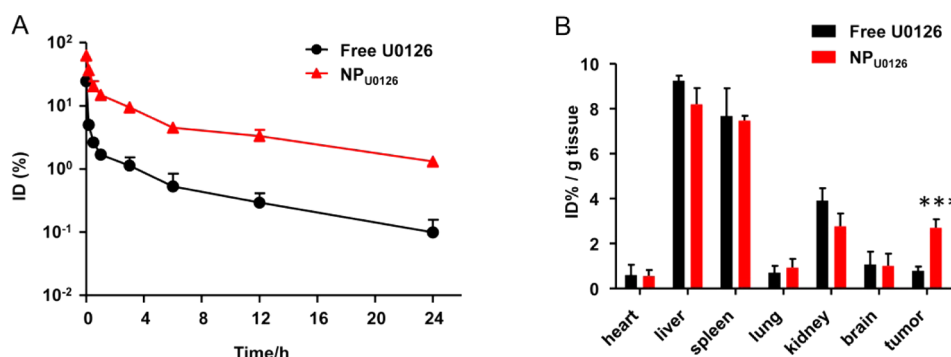 A
Free U0126
NPU0126
ID (%)
10²
10¹
10⁰
10⁻¹
10⁻²
0 4 8 12 16 20 24
Time/h
B
Free U0126
NPU0126
ID% / g tissue
10
8
6
4
2
0
heart liver spleen lung kidney brain tumor
***